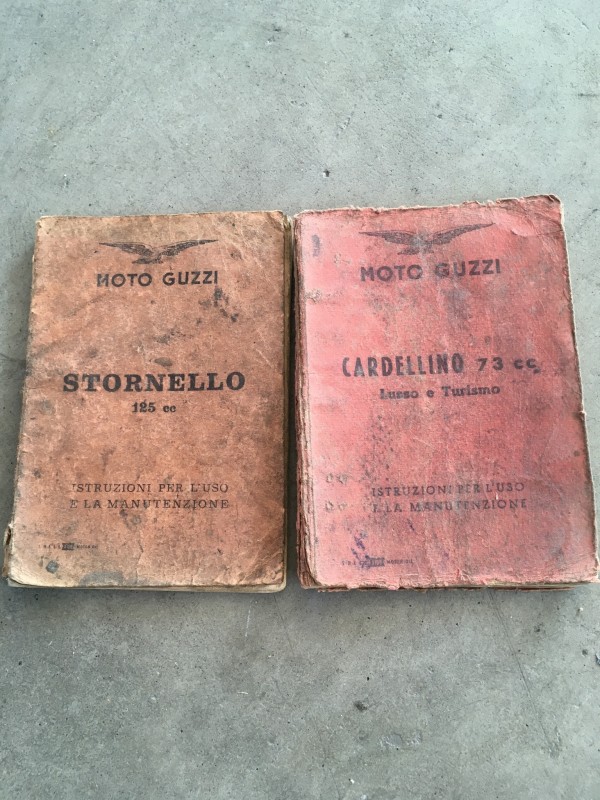 MOTO GUZZI
STORNELLO
125 cc
ISTRUZIONI PER L'USO
E LA MANUTENZIONE
MOTO GUZZI
CARDELLINO 73 cc
Lusso e Turismo
ISTRUZIONI PER L'USO
E LA MANUTENZIONE